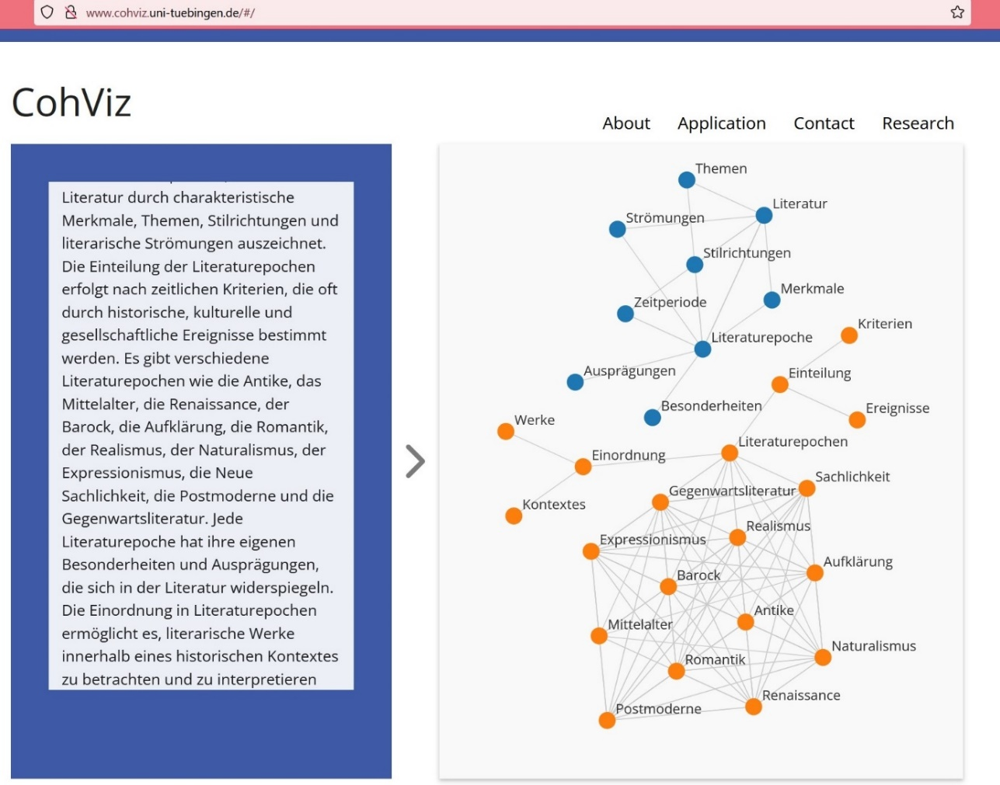 www.cohviz.uni-tuebingen.de/#/
CohViz
About Application Contact Research
Literatur durch charakteristische
Merkmale, Themen, Stilrichtungen und
literarische Strömungen auszeichnet.
Die Einteilung der Literaturepochen
erfolgt nach zeitlichen Kriterien, die oft
durch historische, kulturelle und
gesellschaftliche Ereignisse bestimmt
werden. Es gibt verschiedene
Literaturepochen wie die Antike, das
Mittelalter, die Renaissance, der
Barock, die Aufklärung, die Romantik,
der Realismus, der Naturalismus, der
Expressionismus, die Neue
Sachlichkeit, die Postmoderne und die
Gegenwartsliteratur. Jede
Literaturepoche hat ihre eigenen
Besonderheiten und Ausprägungen,
die sich in der Literatur widerspiegeln.
Die Einordnung in Literaturepochen
ermöglicht es, literarische Werke
innerhalb eines historischen Kontextes
zu betrachten und zu interpretieren
Themen
Literatur
Strömungen
Stilrichtungen
Merkmale
Zeitperiode
Kriterien
Literaturepoche
Ausprägungen
Einteilung
Besonderheiten
Ereignisse
Werke
Literaturepochen
Einordnung
Sachlichkeit
Gegenwartsliteratur
Kontextes
Realismus
Expressionismus
Aufklärung
Barock
Antike
Mittelalter
Naturalismus
Romantik
Renaissance
Postmoderne